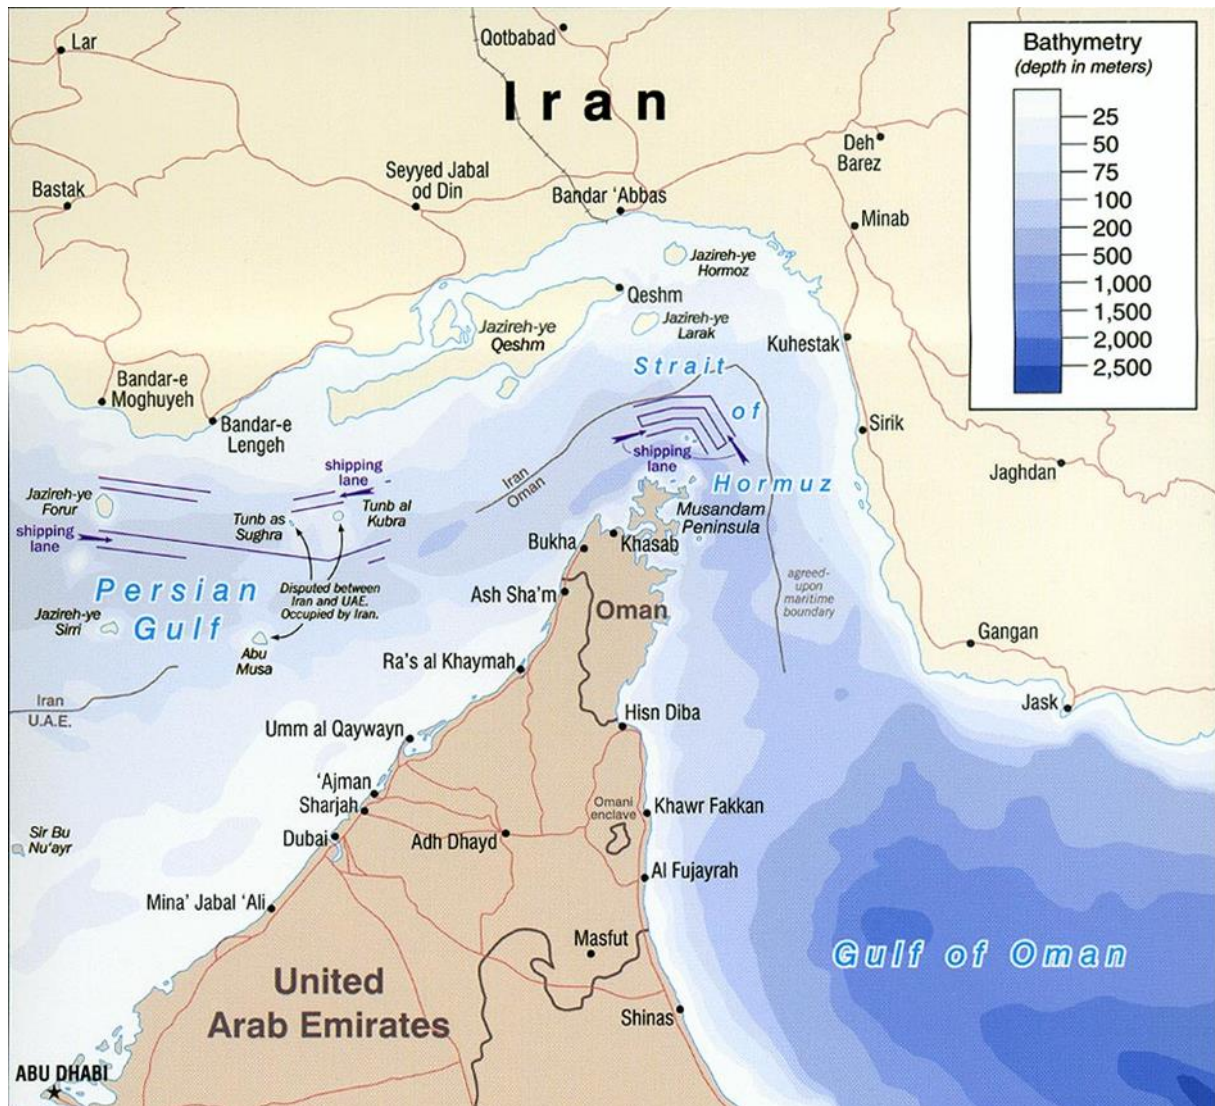 Lar
Qotbabad
Iran
Bathymetry
(depth in meters)
25
50
75
100
200
500
1,000
1,500
2,000
2,500
Deh
Barez
Bastak
Seyyed Jabal
od Din
Bandar 'Abbas
Minab
Jazireh-ye
Hormoz
Qeshm
Jazireh-ye
Qeshm
Jazireh-ye
Larak
Kuhestak
Strait
of
Hormuz
Bandar-e
Moghuyeh
Bandar-e
Lengeh
Sirik
Jaghdan
shipping
lane
Iran
Oman
shipping
lane
Jazireh-ye
Forur
Tunb as
Sughra
Tunb al
Kubra
shipping
lane
Musandam
Peninsula
Bukha
Khasab
Persian
Gulf
Disputed between
Iran and UAE.
Occupied by Iran.
Ash Sha'm
Oman
agreed-
upon
maritime
boundary
Jazireh-ye
Sirri
Abu
Musa
Gangan
Ra's al Khaymah
Iran
U.A.E.
Jask
Hisn Diba
Umm al Qaywayn
'Ajman
Sharjah
Dubai
Omani
enclave
Khawr Fakkan
Adh Dhayd
Sir Bu
Nu'ayr
Al Fujayrah
Mina' Jabal 'Ali
Masfut
Gulf of Oman
United
Arab Emirates
Shinas
ABU DHABI